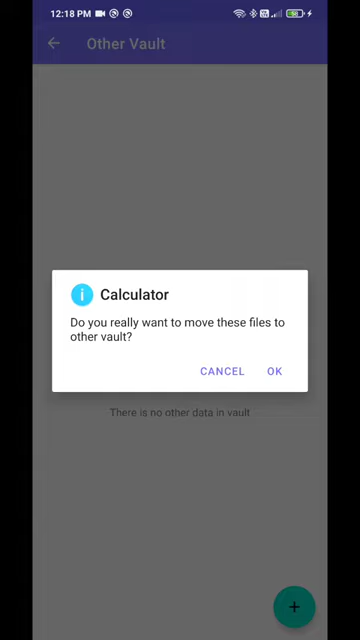 12:18 PM
58
Other Vault
Calculator
Do you really want to move these files to
other vault?
CANCEL OK
There is no other data in vault
+